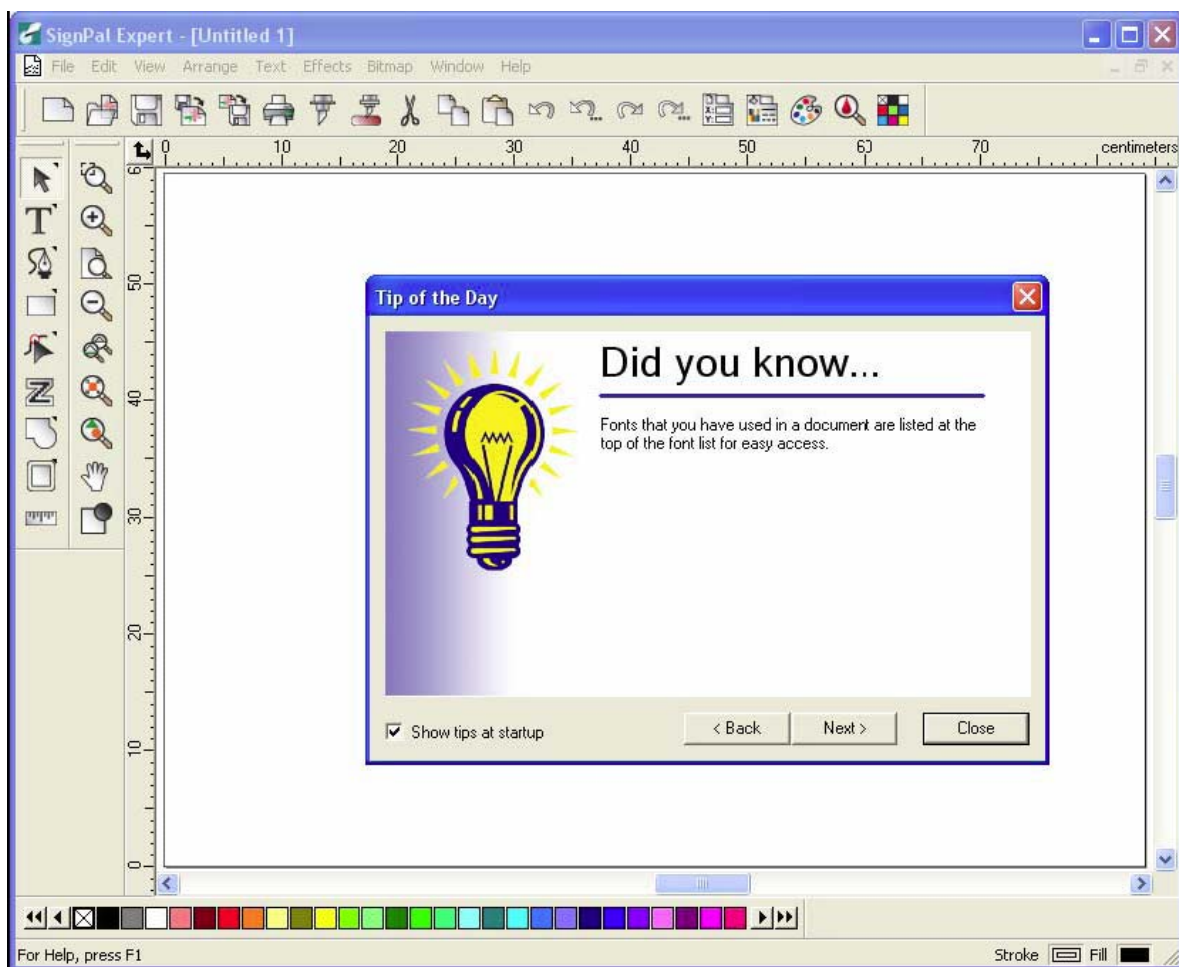 SignPal Expert - [Untitled 1]
File Edit View Arrange Text Effects Bitmap Window Help
0 10 20 30 40 50 60 70 centimeters
6
50
40
30
20
10
0
Tip of the Day
Did you know...
Fonts that you have used in a document are listed at the
top of the font list for easy access.
Show tips at startup
< Back
Next >
Close
For Help, press F1
Stroke
Fill